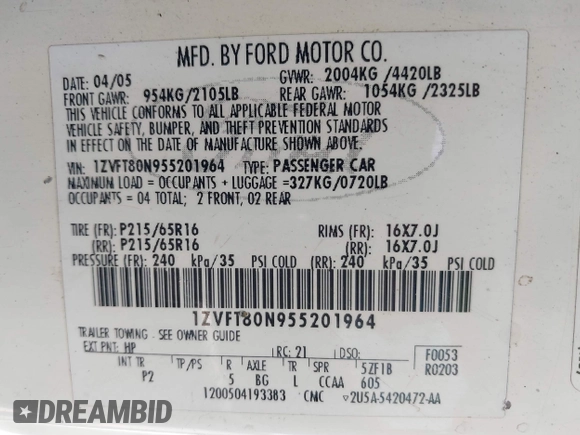 MFD. BY FORD MOTOR CO.
DATE: 04/05 GVWR: 2004KG /4420LB
FRONT GAWR: 954KG/2105LB REAR GAWR: 1054KG /2325LB
THIS VEHICLE CONFORMS TO ALL APPLICABLE FEDERAL MOTOR
VEHICLE SAFETY, BUMPER, AND THEFT PREVENTION STANDARDS
IN EFFECT ON THE DATE OF MANUFACTURE SHOWN ABOVE.
VIN: 1ZVFT80N955201964 TYPE: PASSENGER CAR
MAXIMUM LOAD = OCCUPANTS + LUGGAGE =327KG/0720LB
OCCUPANTS = 04 TOTAL; 2 FRONT, 02 REAR
TIRE (FR): P215/65R16 RIMS (FR): 16X7.0J
(RR): P215/65R16 (RR): 16X7.0J
PRESSURE (FR): 240 kPa/35 PSI COLD (RR): 240 kPa/35 PSI COLD
1ZVFT80N955201964
TRAILER TOWING - SEE OWNER GUIDE
EXT PNT: HP RC: 21 DSO: F0053
INT TR TP/PS R AXLE TR SPR 5ZF1B R0203
P2 5 BG L CCAA 605
1200504193383 CMC 2U5A-5420472-AA
DREAMBID